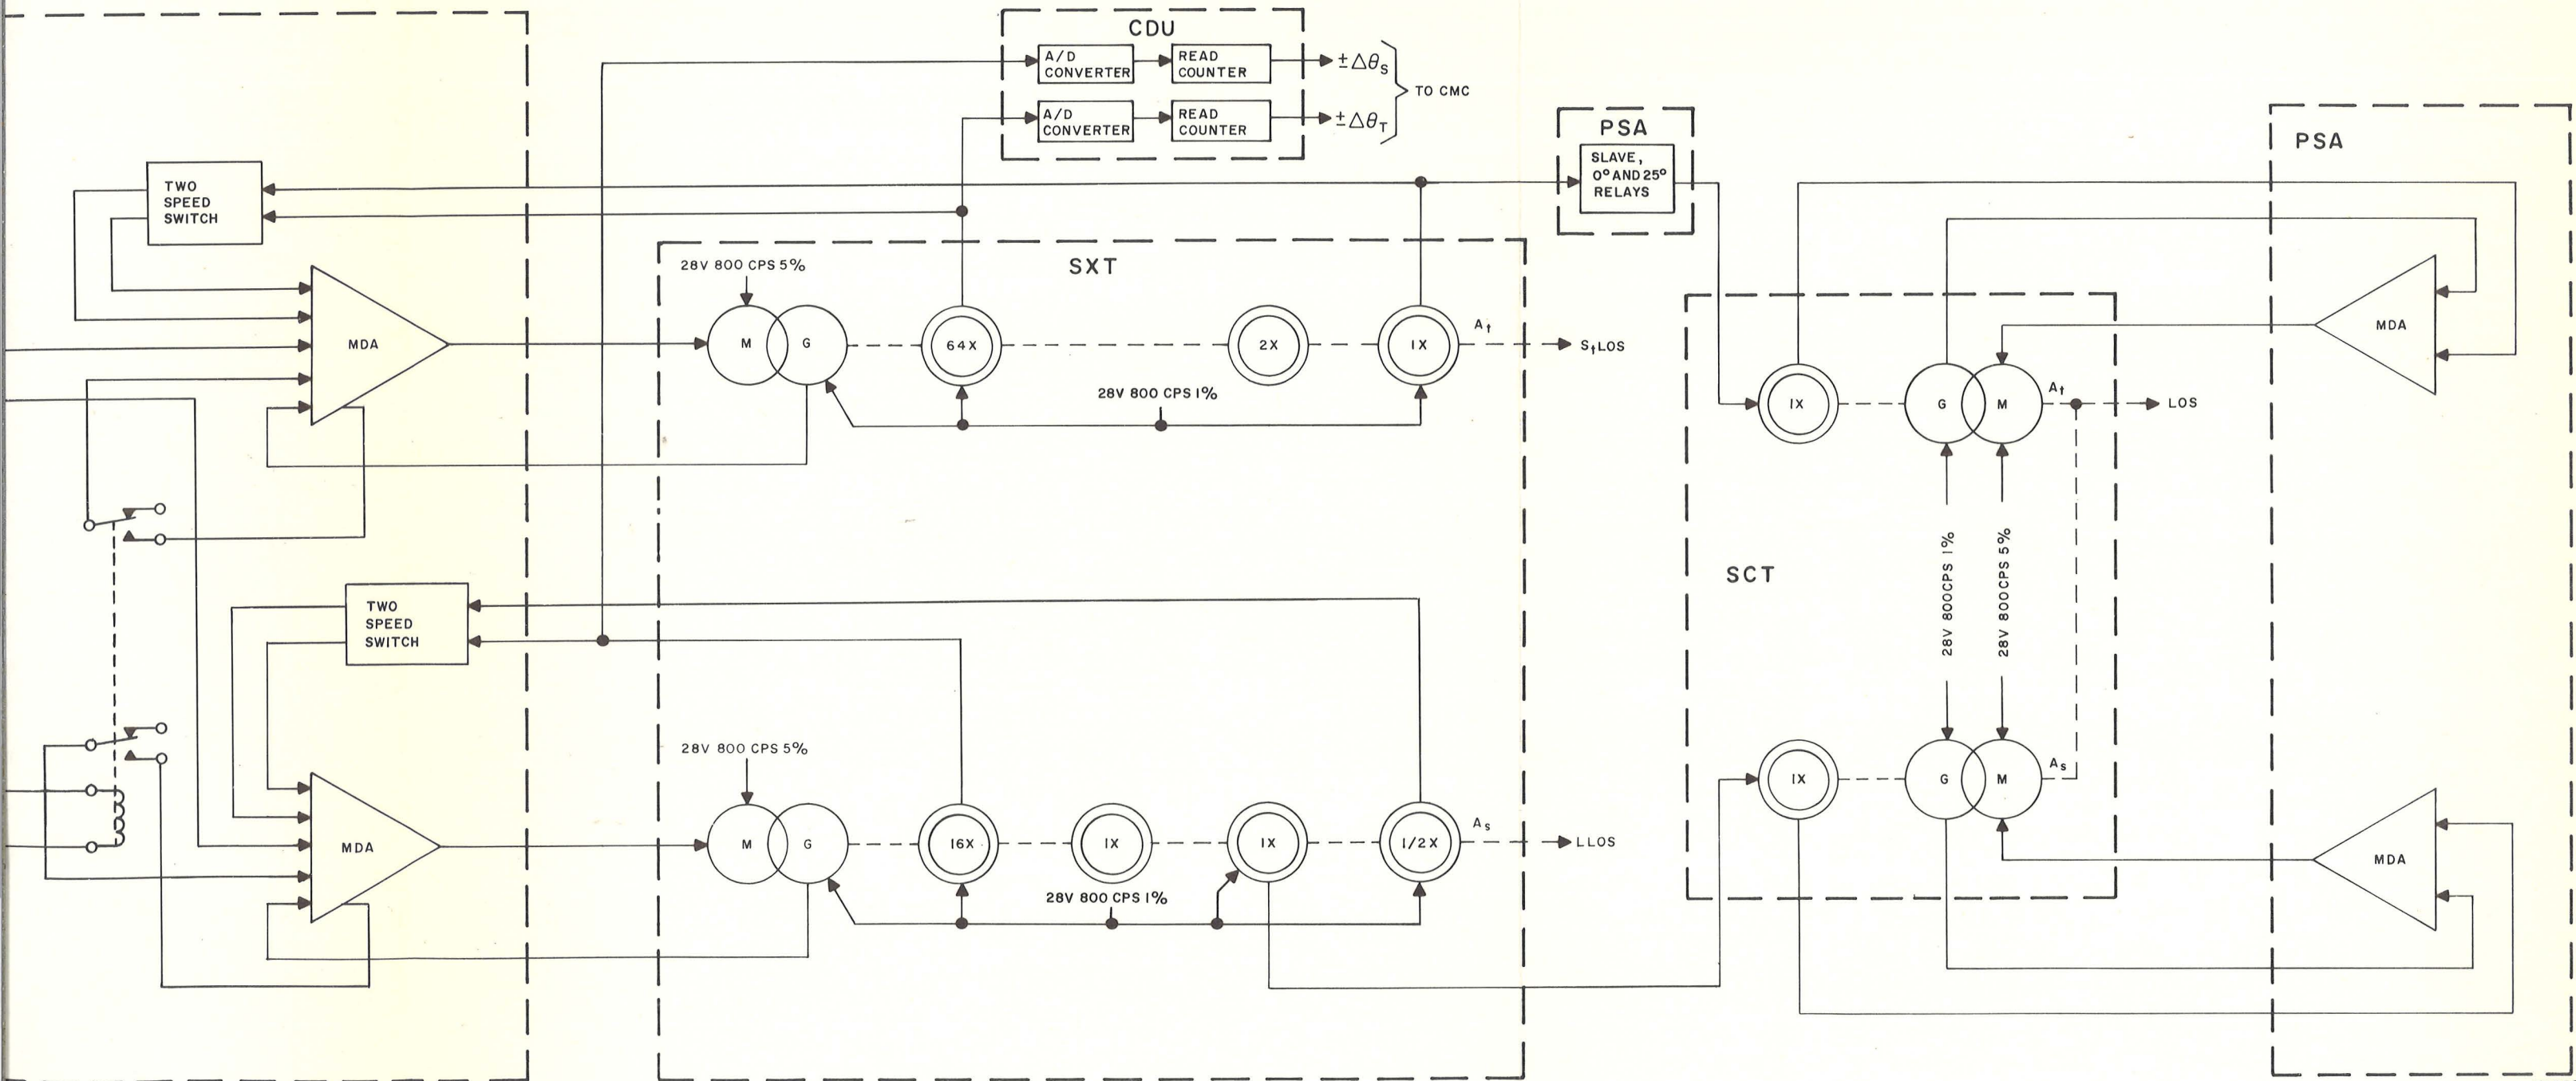 CDU
A/D
CONVERTER
READ
COUNTER
±ΔθS
A/D
CONVERTER
READ
COUNTER
±ΔθT
TO CMC
PSA
SLAVE,
0° AND 25°
RELAYS
PSA
TWO
SPEED
SWITCH
MDA
SXT
28V 800 CPS 5%
M
G
64X
2X
1X
At
StLOS
28V 800 CPS 1%
MDA
1X
G
M
At
LOS
SCT
28V 800CPS 1%
28V 800CPS 5%
TWO
SPEED
SWITCH
MDA
28V 800 CPS 5%
M
G
16X
1X
1X
1/2X
As
LLOS
28V 800 CPS 1%
1X
G
M
As
MDA